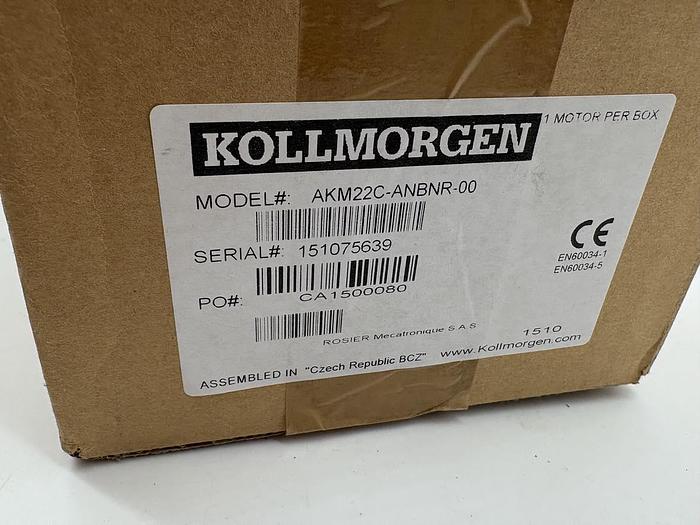 KOLLMORGEN
1 MOTOR PER BOX
MODEL#: AKM22C-ANBNR-00
SERIAL#: 151075639
CE
EN60034-1
EN60034-5
PO#: CA1500080
ROSIER Mecatronique S.A.S
1510
ASSEMBLED IN "Czech Republic BCZ" www.Kollmorgen.com